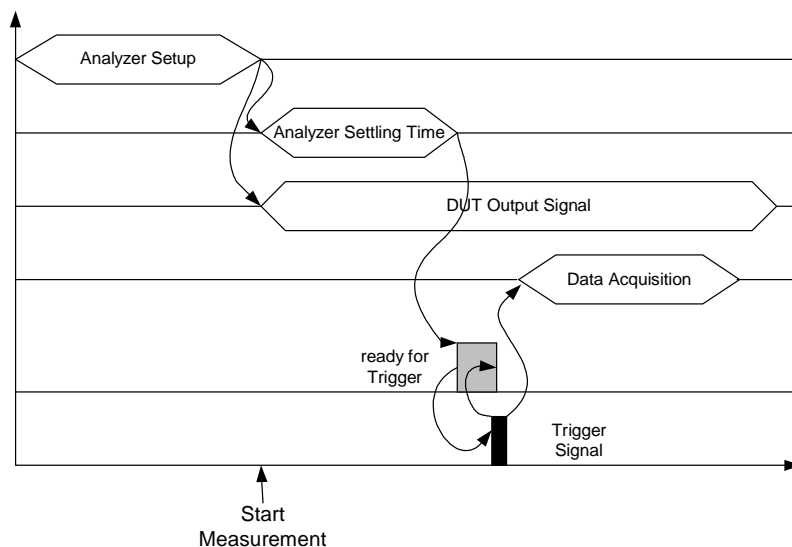 Analyzer Setup
Analyzer Settling Time
DUT Output Signal
Data Acquisition
ready for
Trigger
Trigger
Signal
Start
Measurement